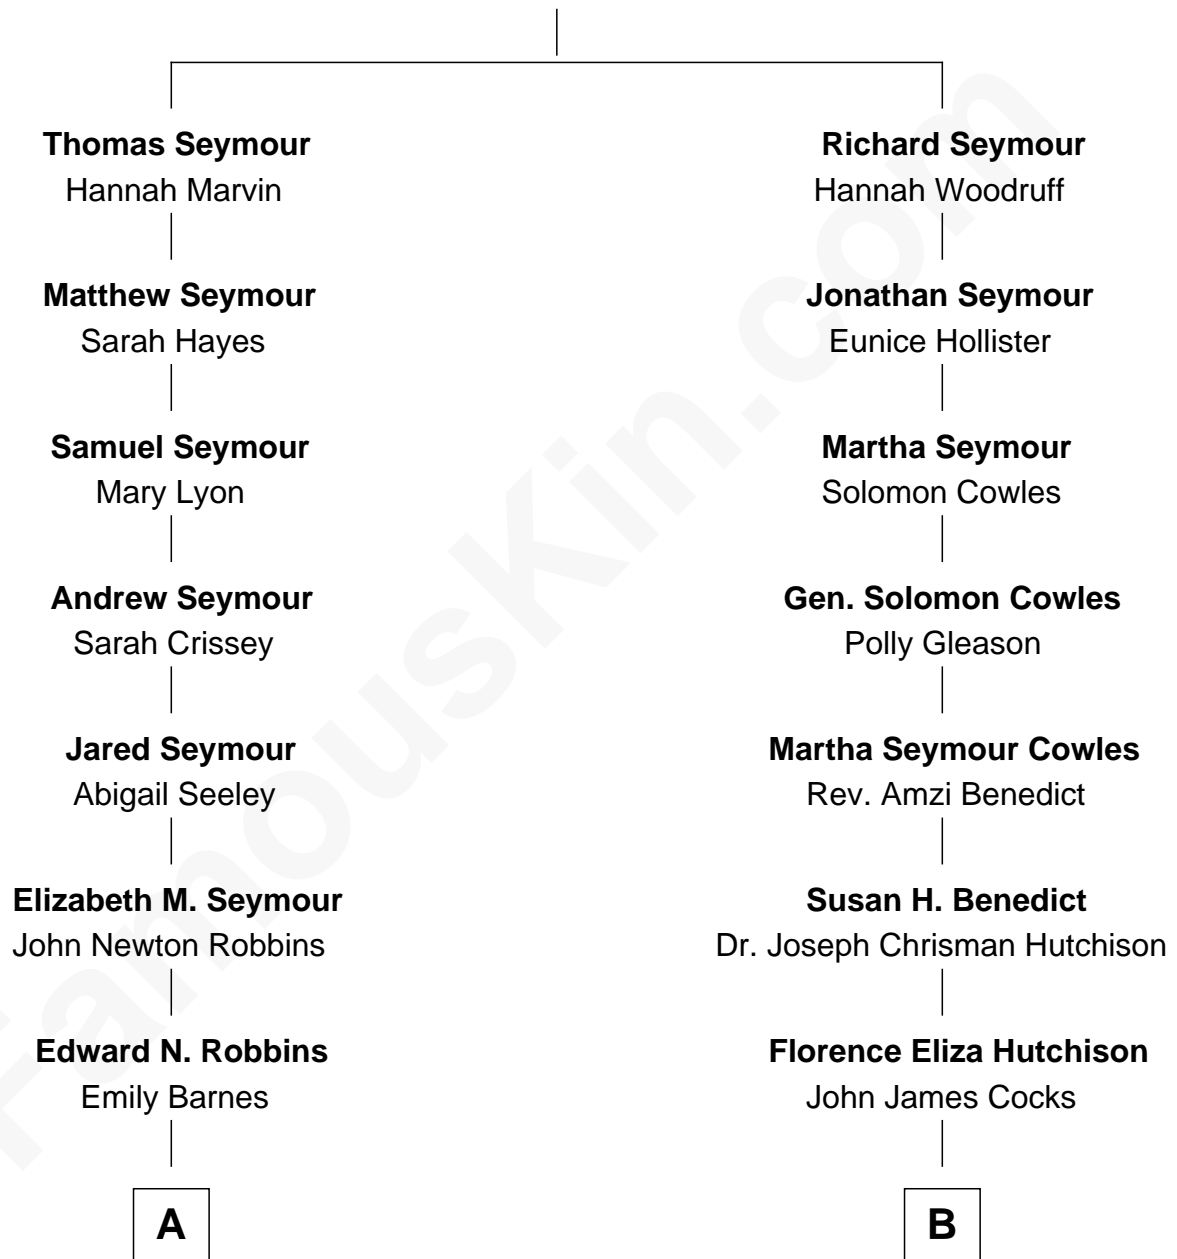 Thomas Seymour
Hannah Marvin
Matthew Seymour
Sarah Hayes
Samuel Seymour
Mary Lyon
Andrew Seymour
Sarah Crissey
Jared Seymour
Abigail Seeley
Elizabeth M. Seymour
John Newton Robbins
Edward N. Robbins
Emily Barnes
A
Richard Seymour
Hannah Woodruff
Jonathan Seymour
Eunice Hollister
Martha Seymour
Solomon Cowles
Gen. Solomon Cowles
Polly Gleason
Martha Seymour Cowles
Rev. Amzi Benedict
Susan H. Benedict
Dr. Joseph Chrisman Hutchison
Florence Eliza Hutchison
John James Cocks
B
FamousKin.com